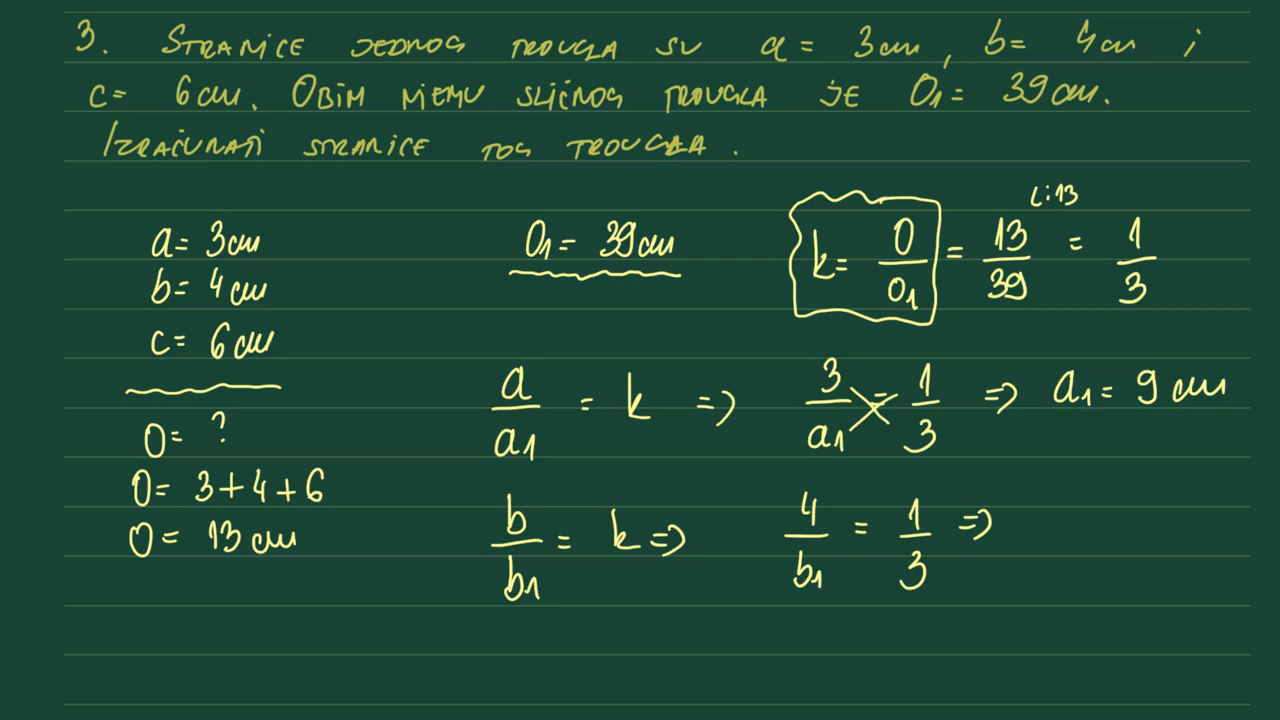 3. STRANICE JEDNOG TROUGLA SU a = 3cm, b = 4cm i
c = 6cm. OBIM NJEMU SLIČNOG TROUGLA JE O₁ = 39cm.
IZRAČUNATI STRANICE TOG TROUGLA.
a = 3cm
b = 4cm
c = 6cm
O = ?
O = 3+4+6
O = 13cm
O₁ = 39cm
k = O/O₁ = 13/39 (:13 = 1/3
a/a₁ = k => 3/a₁ = 1/3 => a₁ = 9cm
b/b₁ = k => 4/b₁ = 1/3 =>